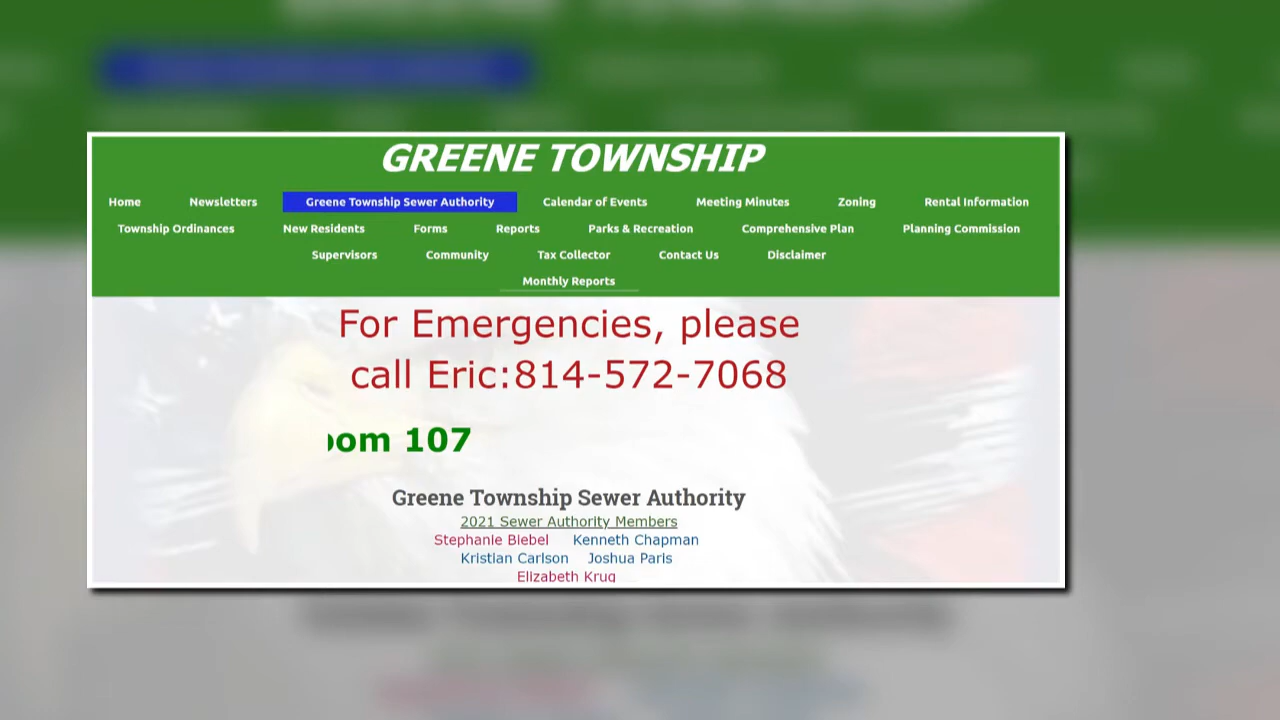 GREENE TOWNSHIP
Home Newsletters Greene Township Sewer Authority Calendar of Events Meeting Minutes Zoning Rental Information
Township Ordinances New Residents Forms Reports Parks & Recreation Comprehensive Plan Planning Commission
Supervisors Community Tax Collector Contact Us Disclaimer
Monthly Reports
For Emergencies, please
call Eric:814-572-7068
oom 107
Greene Township Sewer Authority
2021 Sewer Authority Members
Stephanie Biebel Kenneth Chapman
Kristian Carlson Joshua Paris
Elizabeth Krug